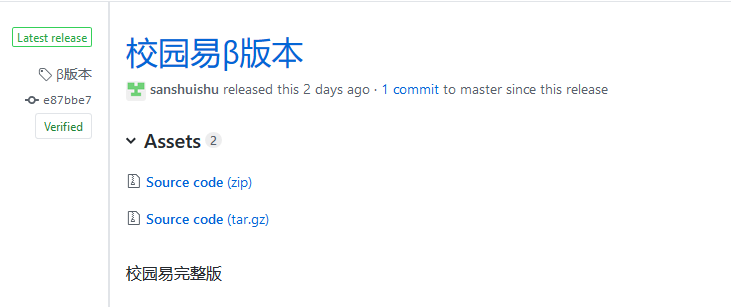 Latest release
β版本
e87bbe7
Verified
校园易β版本
sanshuishu released this 2 days ago · 1 commit to master since this release
Assets 2
Source code (zip)
Source code (tar.gz)
校园易完整版